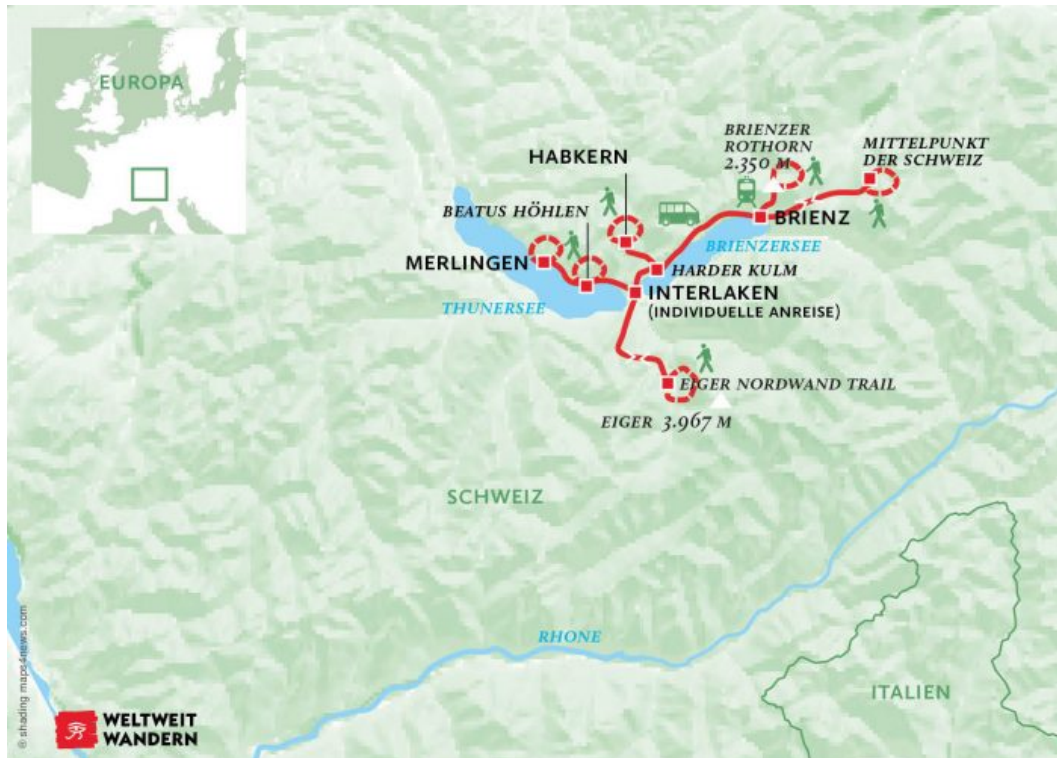 EUROPA
BRIENZER
ROTHORN
2.350 M
MITTELPUNKT
DER SCHWEIZ
HABKERN
BEATUS HÖHLEN
BRIENZ
BRIENZERSEE
MERLINGEN
HARDER KULM
INTERLAKEN
(INDIVIDUELLE ANREISE)
THUNERSEE
EIGER NORDWAND TRAIL
EIGER 3.967 M
SCHWEIZ
RHONE
ITALIEN
WELTWEIT
WANDERN
© shading maps4news.com